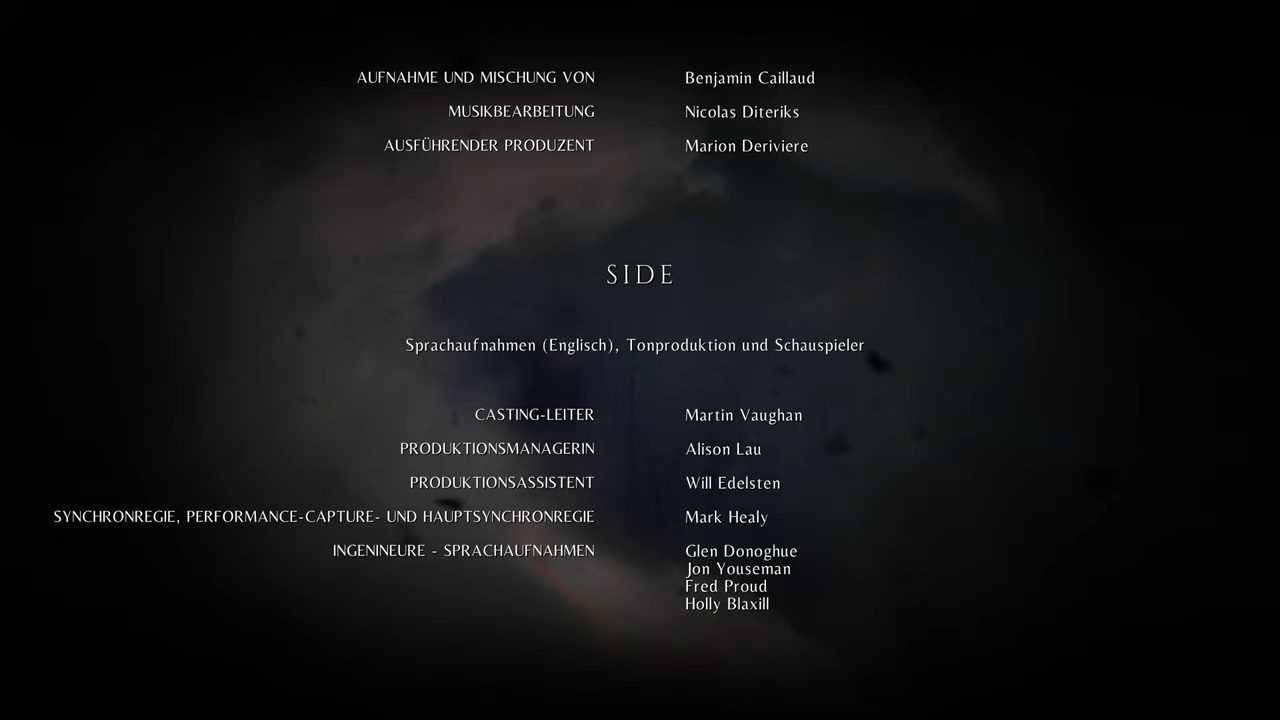 AUFNAHME UND MISCHUNG VON Benjamin Caillaud
MUSIKBEARBEITUNG Nicolas Diteriks
AUSFÜHRENDER PRODUZENT Marion Deriviere
SIDE
Sprachaufnahmen (Englisch), Tonproduktion und Schauspieler
CASTING-LEITER Martin Vaughan
PRODUKTIONSMANAGERIN Alison Lau
PRODUKTIONSASSISTENT Will Edelsten
SYNCHRONREGIE, PERFORMANCE-CAPTURE- UND HAUPTSYNCHRONREGIE Mark Healy
INGENINEURE - SPRACHAUFNAHMEN Glen Donoghue
Jon Youseman
Fred Proud
Holly Blaxill